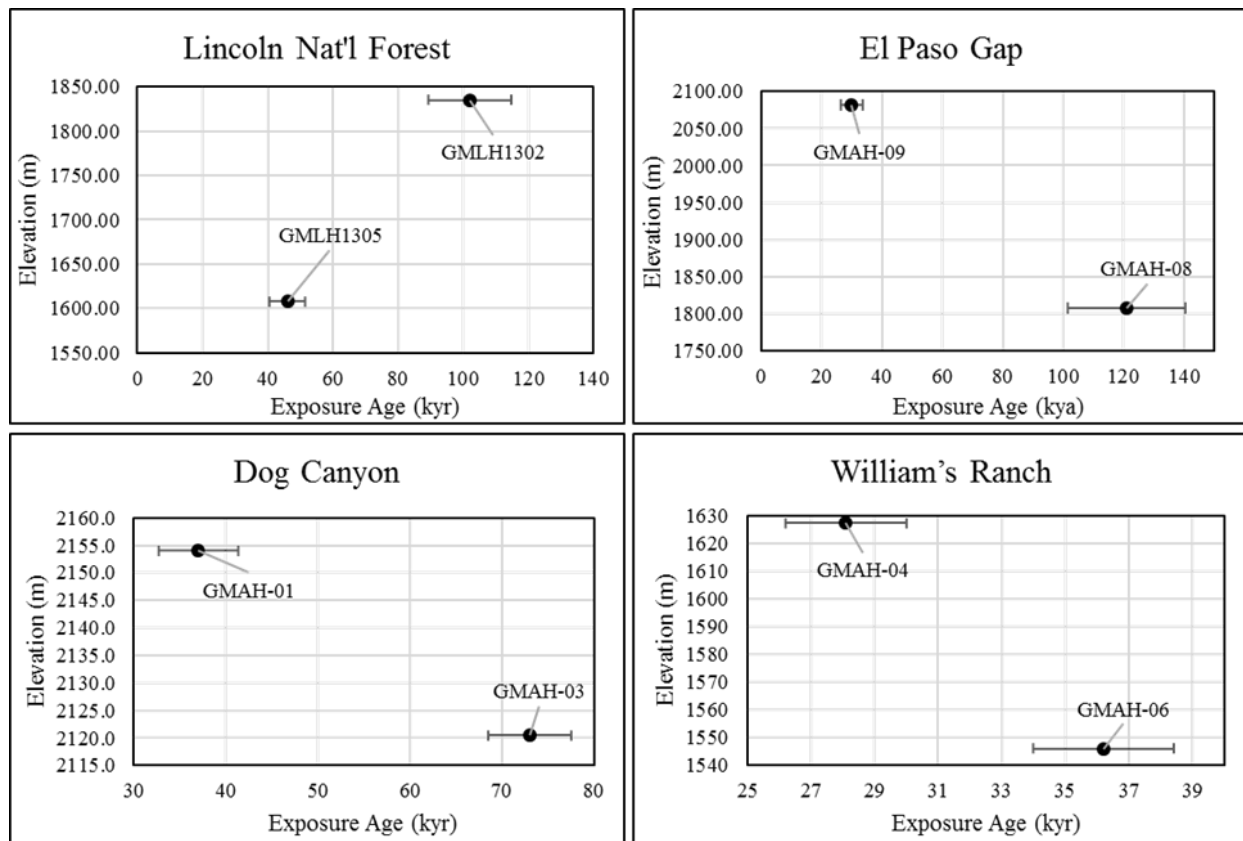 Lincoln Nat'l Forest
Elevation (m)
1850.00
1800.00
1750.00
1700.00
1650.00
1600.00
1550.00
GMLH1302
GMLH1305
0 20 40 60 80 100 120 140
Exposure Age (kyr)
El Paso Gap
Elevation (m)
2100.00
2050.00
2000.00
1950.00
1900.00
1850.00
1800.00
1750.00
GMAH-09
GMAH-08
0 20 40 60 80 100 120 140
Exposure Age (kya)
Dog Canyon
Elevation (m)
2160.0
2155.0
2150.0
2145.0
2140.0
2135.0
2130.0
2125.0
2120.0
2115.0
GMAH-01
GMAH-03
30 40 50 60 70 80
Exposure Age (kyr)
William’s Ranch
Elevation (m)
1630
1620
1610
1600
1590
1580
1570
1560
1550
1540
GMAH-04
GMAH-06
25 27 29 31 33 35 37 39
Exposure Age (kyr)